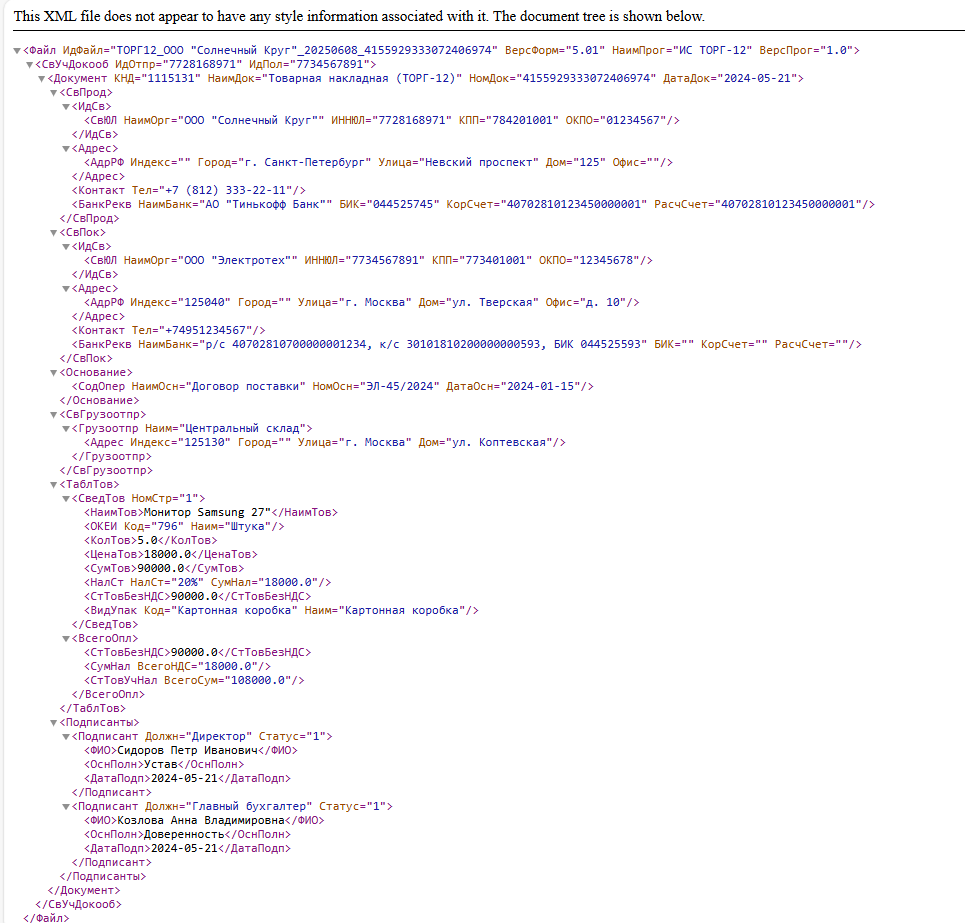 This XML file does not appear to have any style information associated with it. The document tree is shown below.
▼<Файл ИдФайл="ТОРГ12_ООО "Солнечный Круг"_20250608_4155929333072406974" ВерсФорм="5.01" НаимПрог="ИС ТОРГ-12" ВерсПрог="1.0">
▼<СвУчДокооб ИдОтпр="7728168971" ИдПол="7734567891">
▼<Документ КНД="1115131" НаимДок="Товарная накладная (ТОРГ-12)" НомДок="4155929333072406974" ДатаДок="2024-05-21">
▼<СвПрод>
▼<ИдСв>
<СвЮЛ НаимОрг="ООО "Солнечный Круг"" ИННЮЛ="7728168971" КПП="784201001" ОКПО="01234567"/>
</ИдСв>
▼<Адрес>
<АдрРФ Индекс="" Город="г. Санкт-Петербург" Улица="Невский проспект" Дом="125" Офис=""/>
</Адрес>
<Контакт Тел="+7 (812) 333-22-11"/>
<БанкРекв НаимБанк="АО "Тинькофф Банк"" БИК="044525745" КорСчет="40702810123450000001" РасчСчет="40702810123450000001"/>
</СвПрод>
▼<СвПок>
▼<ИдСв>
<СвЮЛ НаимОрг="ООО "Электротех"" ИННЮЛ="7734567891" КПП="773401001" ОКПО="12345678"/>
</ИдСв>
▼<Адрес>
<АдрРФ Индекс="125040" Город="" Улица="г. Москва" Дом="ул. Тверская" Офис="д. 10"/>
</Адрес>
<Контакт Тел="+74951234567"/>
<БанкРекв НаимБанк="р/с 40702810700000001234, к/с 30101810200000000593, БИК 044525593" БИК="" КорСчет="" РасчСчет=""/>
</СвПок>
▼<Основание>
<СодОпер НаимОсн="Договор поставки" НомОсн="ЭЛ-45/2024" ДатаОсн="2024-01-15"/>
</Основание>
▼<СвГрузоотпр>
▼<Грузоотпр Наим="Центральный склад">
<Адрес Индекс="125130" Город="" Улица="г. Москва" Дом="ул. Коптевская"/>
</Грузоотпр>
</СвГрузоотпр>
▼<ТаблТов>
▼<СведТов НомСтр="1">
<НаимТов>Монитор Samsung 27"</НаимТов>
<ОКЕИ Код="796" Наим="Штука"/>
<КолТов>5.0</КолТов>
<ЦенаТов>18000.0</ЦенаТов>
<СумТов>90000.0</СумТов>
<НалСт НалСт="20%" СумНал="18000.0"/>
<СтТовБезНДС>90000.0</СтТовБезНДС>
<ВидУпак Код="Картонная коробка" Наим="Картонная коробка"/>
</СведТов>
▼<ВсегоОпл>
<СтТовБезНДС>90000.0</СтТовБезНДС>
<СумНал ВсегоНДС="18000.0"/>
<СтТовУчНал ВсегоСум="108000.0"/>
</ВсегоОпл>
</ТаблТов>
▼<Подписанты>
▼<Подписант Должн="Директор" Статус="1">
<ФИО>Сидоров Петр Иванович</ФИО>
<ОснПолн>Устав</ОснПолн>
<ДатаПодп>2024-05-21</ДатаПодп>
</Подписант>
▼<Подписант Должн="Главный бухгалтер" Статус="1">
<ФИО>Козлова Анна Владимировна</ФИО>
<ОснПолн>Доверенность</ОснПолн>
<ДатаПодп>2024-05-21</ДатаПодп>
</Подписант>
</Подписанты>
</Документ>
</СвУчДокооб>
</Файл>